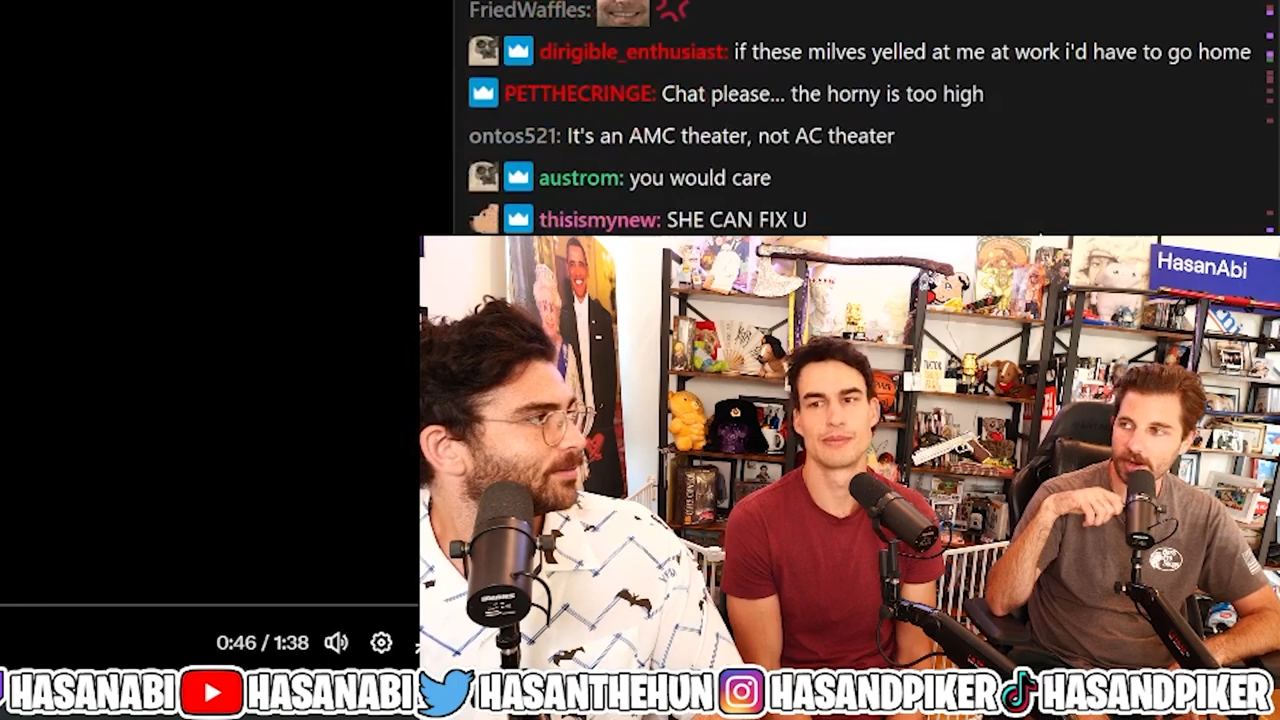 FriedWaffles:
dirigible_enthusiast: if these milves yelled at me at work i'd have to go home
PETTHECRINGE: Chat please... the horny is too high
ontos521: It's an AMC theater, not AC theater
austrom: you would care
thisismynew: SHE CAN FIX U
HasanAbi
0:46 / 1:38
HASANABI HASANABI HASANTHEHUN HASANDPIKER HASANDPIKER